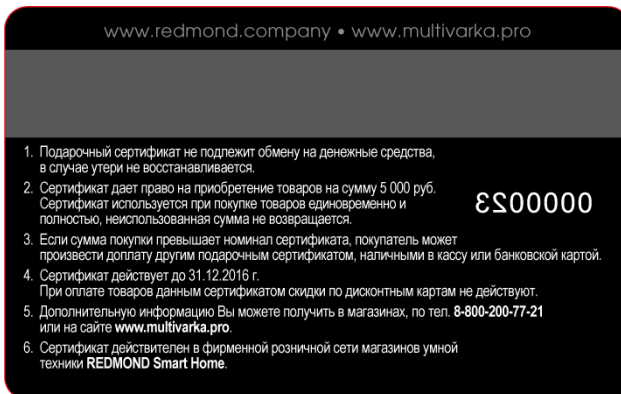 www.redmond.company • www.multivarka.pro
1. Подарочный сертификат не подлежит обмену на денежные средства,
в случае утери не восстанавливается.
2. Сертификат дает право на приобретение товаров на сумму 5 000 руб.
Сертификат используется при покупке товаров единовременно и
полностью, неиспользованная сумма не возвращается.
0000023
3. Если сумма покупки превышает номинал сертификата, покупатель может
произвести доплату другим подарочным сертификатом, наличными в кассу или банковской картой.
4. Сертификат действует до 31.12.2016 г.
При оплате товаров данным сертификатом скидки по дисконтным картам не действуют.
5. Дополнительную информацию Вы можете получить в магазинах, по тел. 8-800-200-77-21
или на сайте www.multivarka.pro.
6. Сертификат действителен в фирменной розничной сети магазинов умной
техники REDMOND Smart Home.